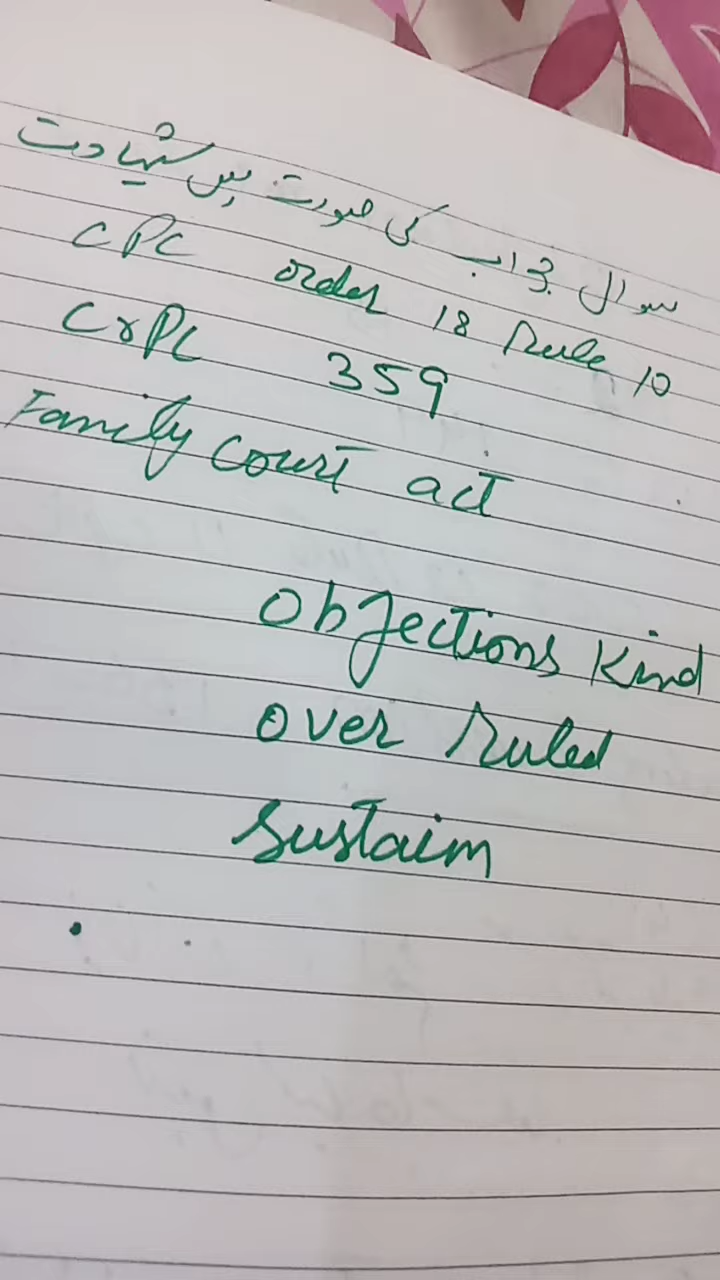 سوال جواب کی صورت میں شہادت
CPC order 18 Rule 10
CrPC 359
Family court act
Objections Kind
over Ruled
Sustaim